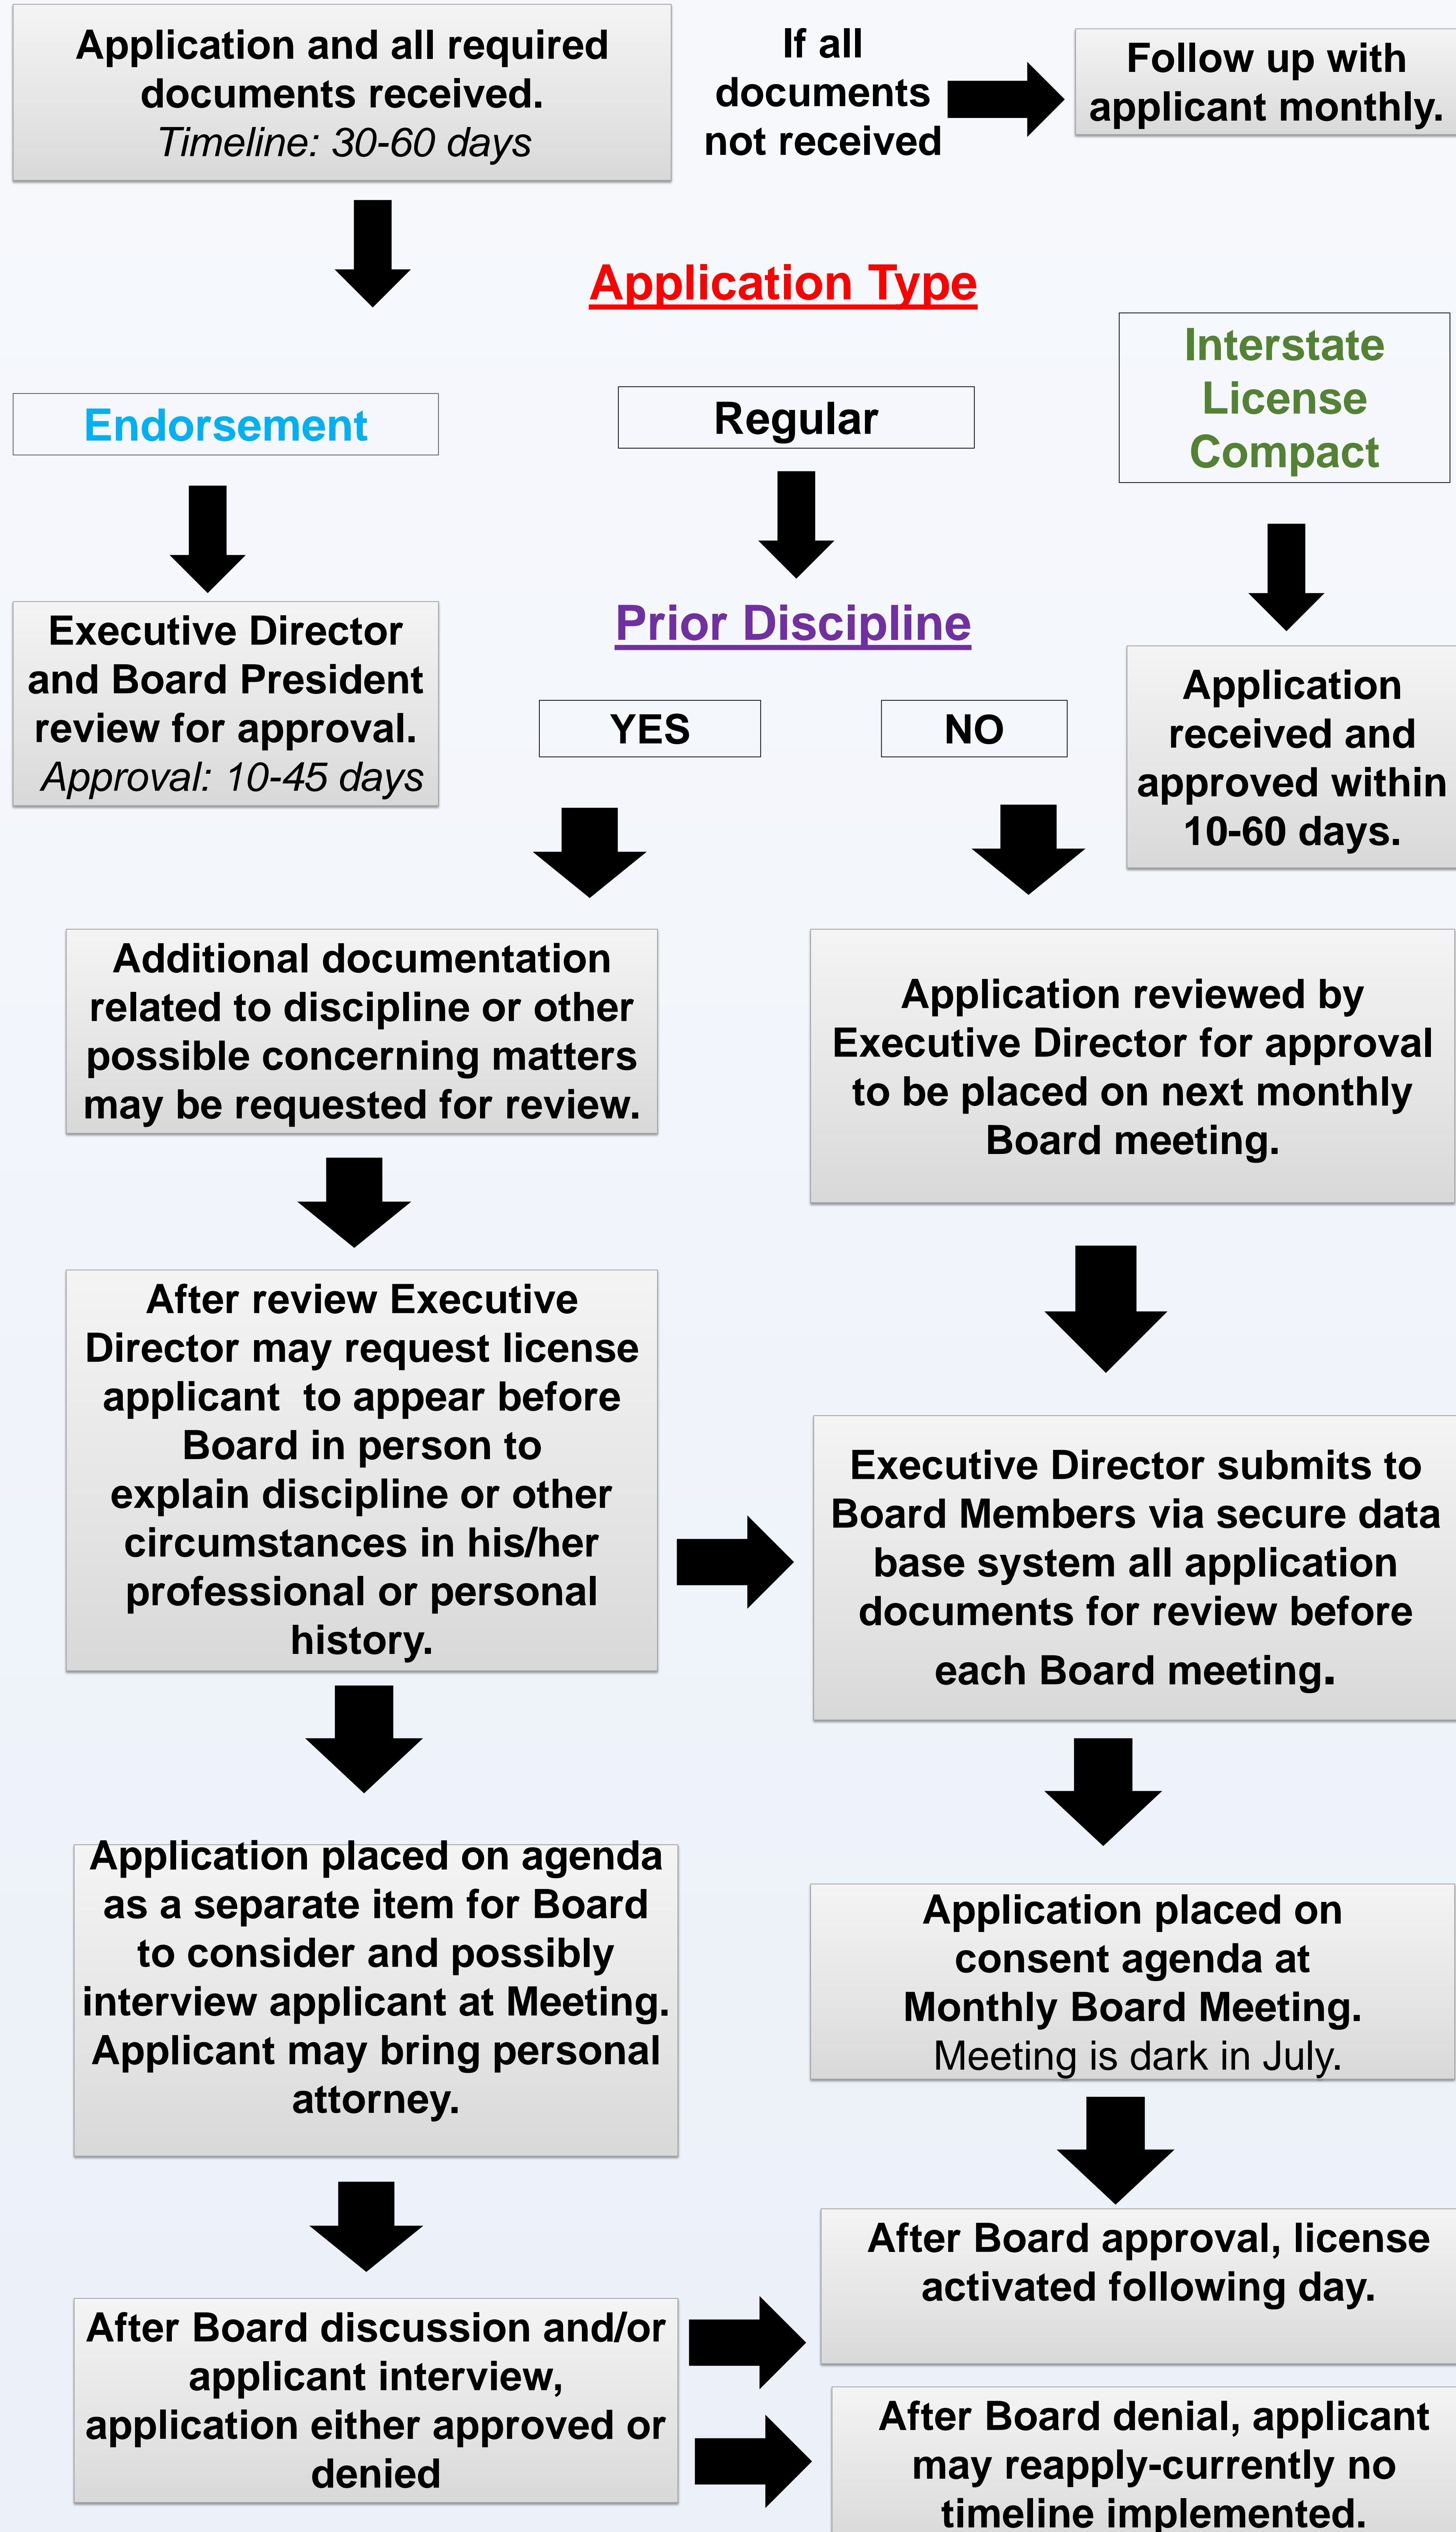 Application and all required
documents received.
Timeline: 30-60 days
If all
documents
not received
Follow up with
applicant monthly.
Application Type
Endorsement
Regular
Interstate
License
Compact
Executive Director
and Board President
review for approval.
Approval: 10-45 days
Prior Discipline
YES
NO
Application
received and
approved within
10-60 days.
Additional documentation
related to discipline or other
possible concerning matters
may be requested for review.
Application reviewed by
Executive Director for approval
to be placed on next monthly
Board meeting.
After review Executive
Director may request license
applicant to appear before
Board in person to
explain discipline or other
circumstances in his/her
professional or personal
history.
Executive Director submits to
Board Members via secure data
base system all application
documents for review before
each Board meeting.
Application placed on agenda
as a separate item for Board
to consider and possibly
interview applicant at Meeting.
Applicant may bring personal
attorney.
Application placed on
consent agenda at
Monthly Board Meeting.
Meeting is dark in July.
After Board discussion and/or
applicant interview,
application either approved or
denied
After Board approval, license
activated following day.
After Board denial, applicant
may reapply-currently no
timeline implemented.